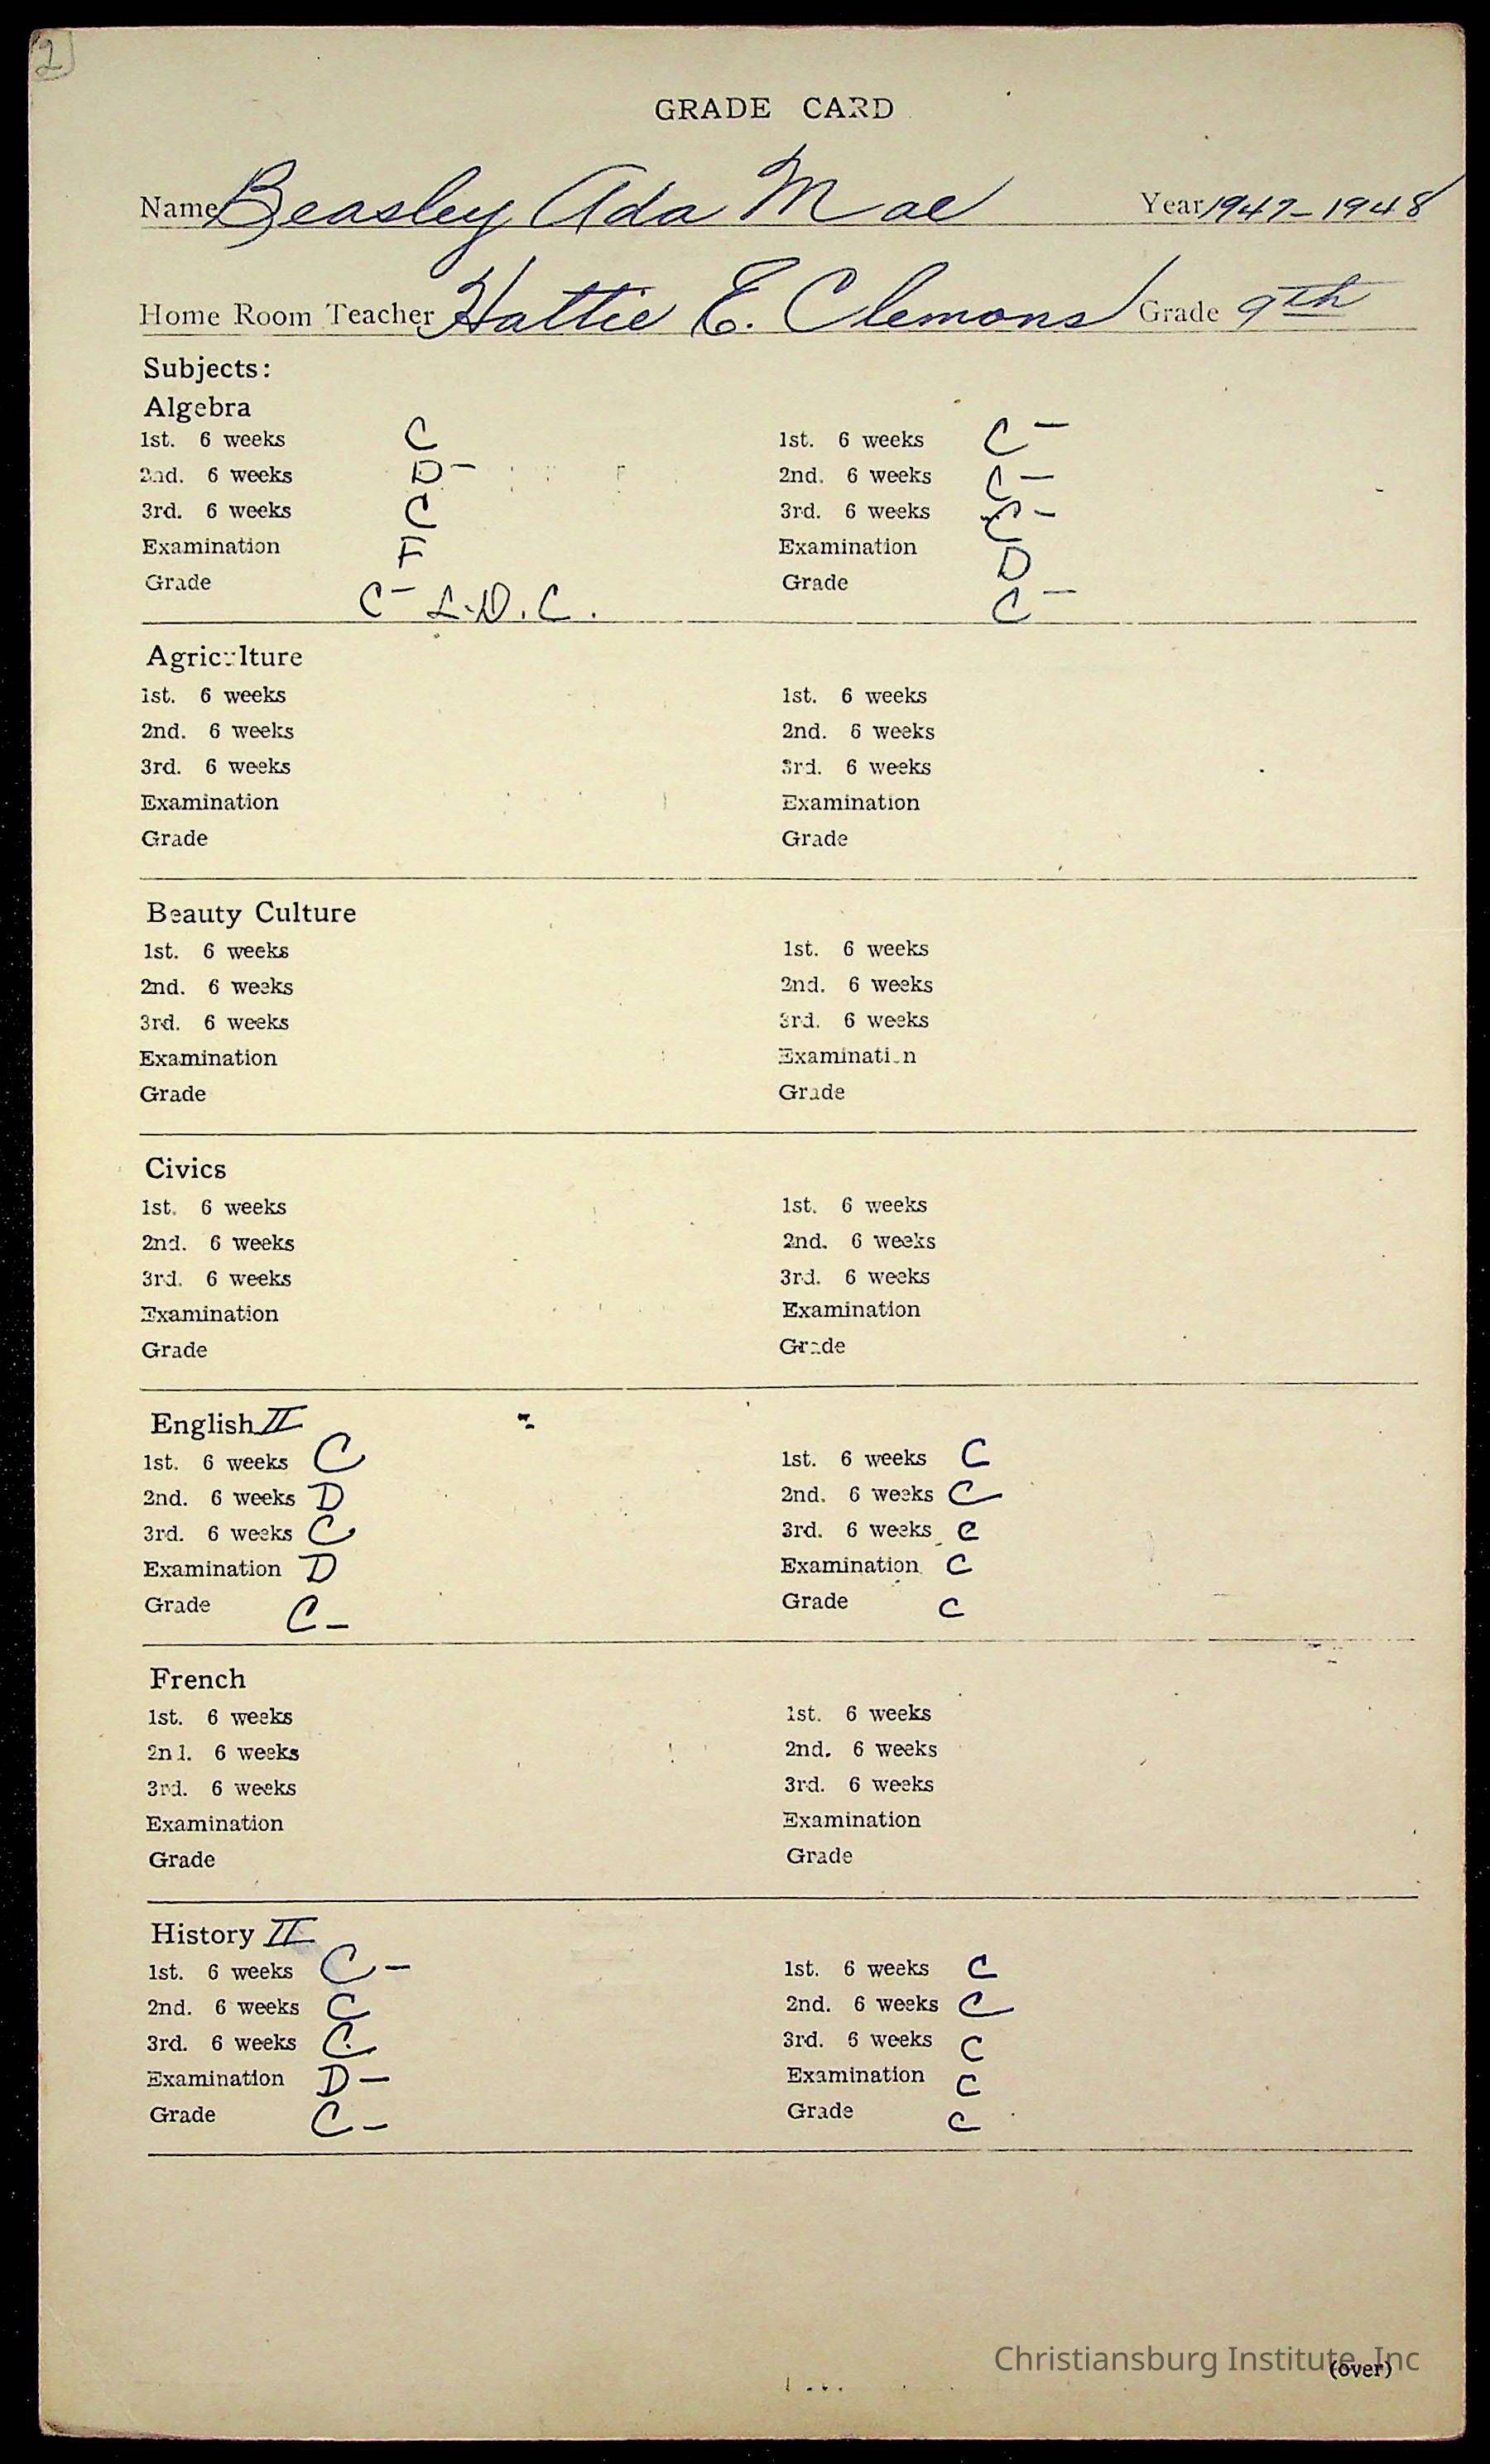 2
GRADE CARD
Name Beasley Ada Mae Year 1947-1948
Home Room Teacher Hattie E. Clemons Grade 9th
Subjects:
Algebra
1st. 6 weeks C 1st. 6 weeks C-
2nd. 6 weeks D- 2nd. 6 weeks C-
3rd. 6 weeks C 3rd. 6 weeks C-
Examination F Examination D
Grade C- L.D.C. Grade C-
Agriculture
1st. 6 weeks 1st. 6 weeks
2nd. 6 weeks 2nd. 6 weeks
3rd. 6 weeks 3rd. 6 weeks
Examination Examination
Grade Grade
Beauty Culture
1st. 6 weeks 1st. 6 weeks
2nd. 6 weeks 2nd. 6 weeks
3rd. 6 weeks 3rd. 6 weeks
Examination Examination
Grade Grade
Civics
1st. 6 weeks 1st. 6 weeks
2nd. 6 weeks 2nd. 6 weeks
3rd. 6 weeks 3rd. 6 weeks
Examination Examination
Grade Grade
English II
1st. 6 weeks C 1st. 6 weeks C
2nd. 6 weeks D 2nd. 6 weeks C
3rd. 6 weeks C 3rd. 6 weeks C
Examination D Examination C
Grade C- Grade C
French
1st. 6 weeks 1st. 6 weeks
2nd. 6 weeks 2nd. 6 weeks
3rd. 6 weeks 3rd. 6 weeks
Examination Examination
Grade Grade
History II
1st. 6 weeks C- 1st. 6 weeks C
2nd. 6 weeks C 2nd. 6 weeks C
3rd. 6 weeks C 3rd. 6 weeks C
Examination D- Examination C
Grade C- Grade C
Christiansburg Institute, Inc
(over)